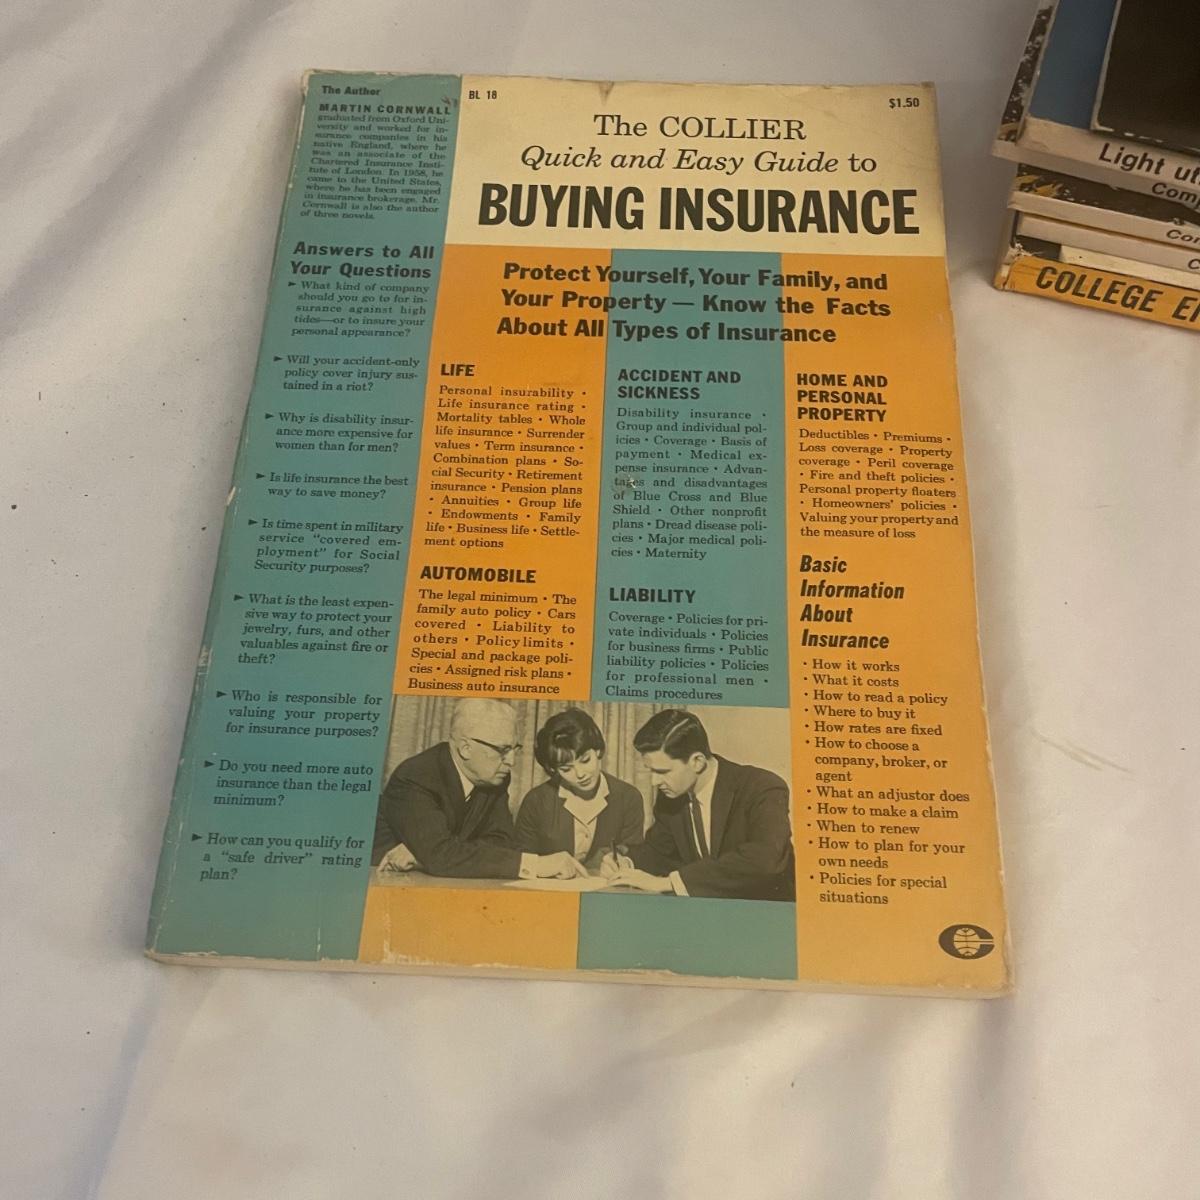 The Author
MARTIN CORNWALL
graduated from Oxford Uni-
versity and worked for in-
surance companies in his
native England, where he
was an associate of the
Chartered Insurance Insti-
tute of London. In 1958, he
came to the United States,
where he has been engaged
in insurance brokerage. Mr.
Cornwall is also the author
of three novels.
Answers to All
Your Questions
► What kind of company
should you go to for in-
surance against high
tides—or to insure your
personal appearance?
► Will your accident-only
policy cover injury sus-
tained in a riot?
► Why is disability insur-
ance more expensive for
women than for men?
► Is life insurance the best
way to save money?
► Is time spent in military
service "covered em-
ployment" for Social
Security purposes?
► What is the least expen-
sive way to protect your
jewelry, furs, and other
valuables against fire or
theft?
► Who is responsible for
valuing your property
for insurance purposes?
► Do you need more auto
insurance than the legal
minimum?
► How can you qualify for
a "safe driver" rating
plan?
BL 18
$1.50
The COLLIER
Quick and Easy Guide to
BUYING INSURANCE
Protect Yourself, Your Family, and
Your Property — Know the Facts
About All Types of Insurance
LIFE
Personal insurability •
Life insurance rating •
Mortality tables • Whole
life insurance • Surrender
values • Term insurance •
Combination plans • So-
cial Security • Retirement
insurance • Pension plans
• Annuities • Group life
• Endowments • Family
life • Business life • Settle-
ment options
AUTOMOBILE
The legal minimum • The
family auto policy • Cars
covered • Liability to
others • Policy limits •
Special and package poli-
cies • Assigned risk plans •
Business auto insurance
ACCIDENT AND
SICKNESS
Disability insurance •
Group and individual pol-
icies • Coverage • Basis of
payment • Medical ex-
pense insurance • Advan-
tages and disadvantages
of Blue Cross and Blue
Shield • Other nonprofit
plans • Dread disease poli-
cies • Major medical poli-
cies • Maternity
LIABILITY
Coverage • Policies for pri-
vate individuals • Policies
for business firms • Public
liability policies • Policies
for professional men •
Claims procedures
HOME AND
PERSONAL
PROPERTY
Deductibles • Premiums •
Loss coverage • Property
coverage • Peril coverage
• Fire and theft policies •
Personal property floaters
• Homeowners' policies •
Valuing your property and
the measure of loss
Basic
Information
About
Insurance
• How it works
• What it costs
• How to read a policy
• Where to buy it
• How rates are fixed
• How to choose a
company, broker, or
agent
• What an adjustor does
• How to make a claim
• When to renew
• How to plan for your
own needs
• Policies for special
situations
Light
COLLEGE